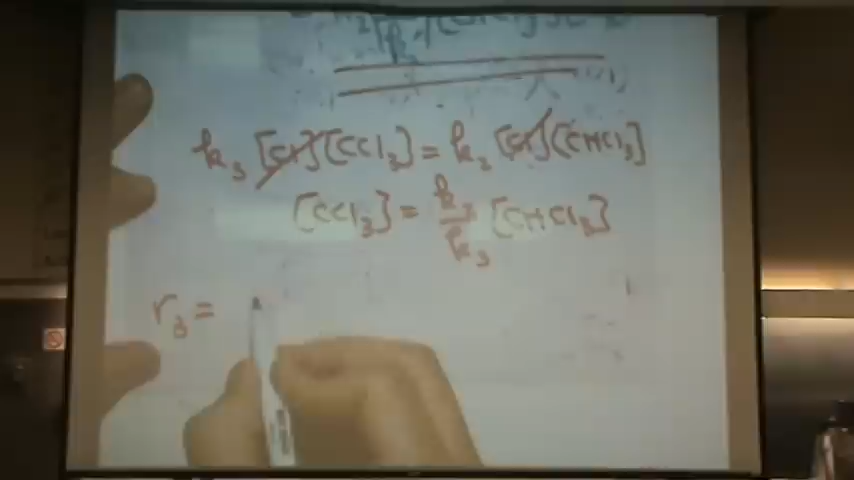 k₃ [Cl][CCl₃] = k₂ [Cl][CHCl₃]
[CCl₃] = k₂/k₃ [CHCl₃]
r₃ =